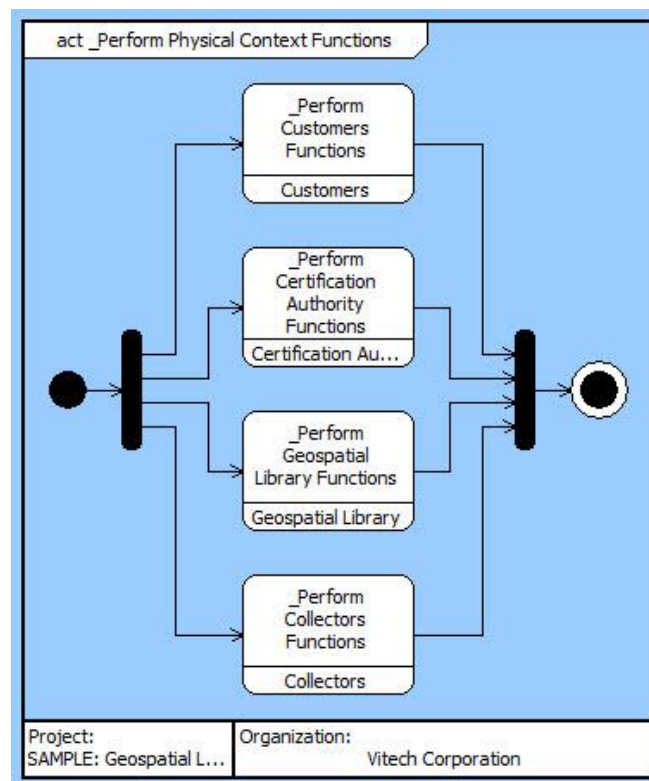 act _Perform Physical Context Functions
_Perform
Customers
Functions
Customers
_Perform
Certification
Authority
Functions
Certification Au...
_Perform
Geospatial
Library Functions
Geospatial Library
_Perform
Collectors
Functions
Collectors
Project:
SAMPLE: Geospatial L...
Organization:
Vitech Corporation